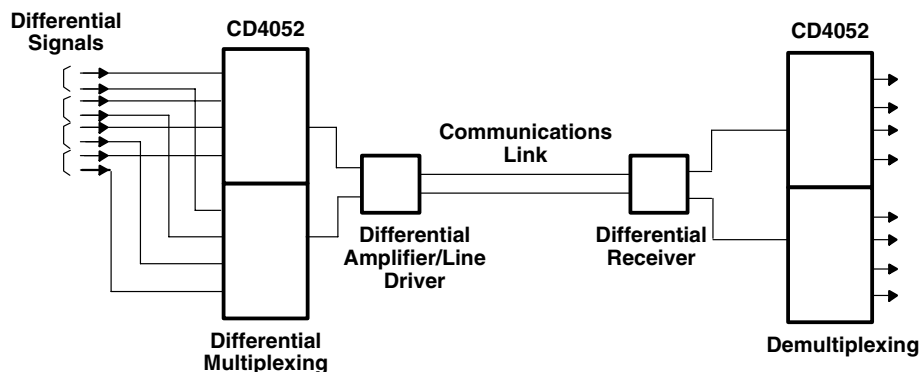 Differential
Signals
CD4052
CD4052
Communications
Link
Differential
Amplifier/Line
Driver
Differential
Receiver
Differential
Multiplexing
Demultiplexing